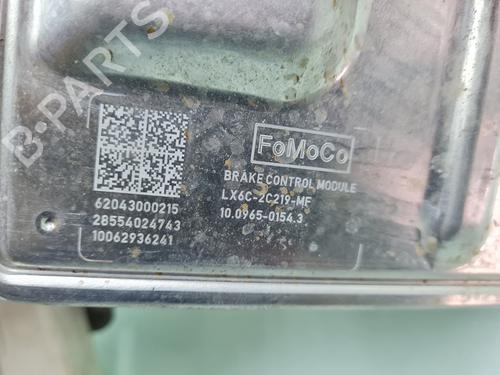 B-PARTS
FoMoCo
BRAKE CONTROL MODULE
LX6C-2C219-MF
10.0965-0154.3
62043000215
28554024743
10062936241